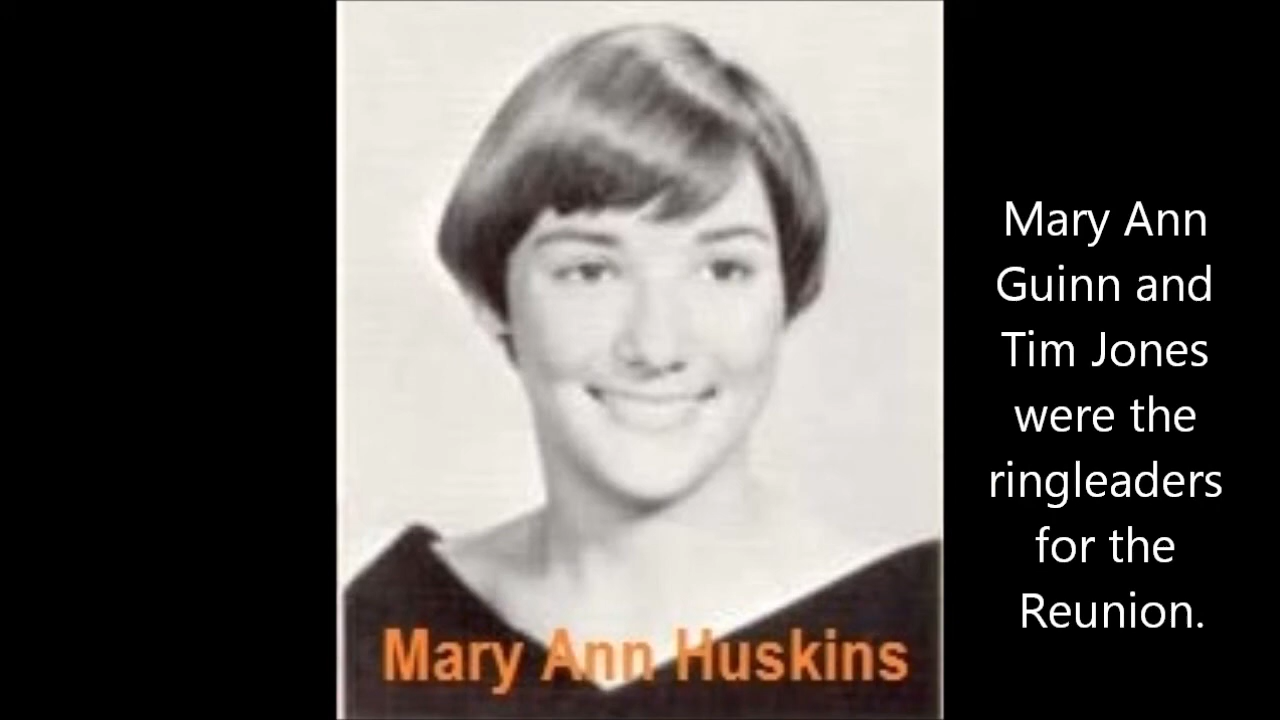 Mary Ann
Guinn and
Tim Jones
were the
ringleaders
for the
Reunion.
Mary Ann Huskins